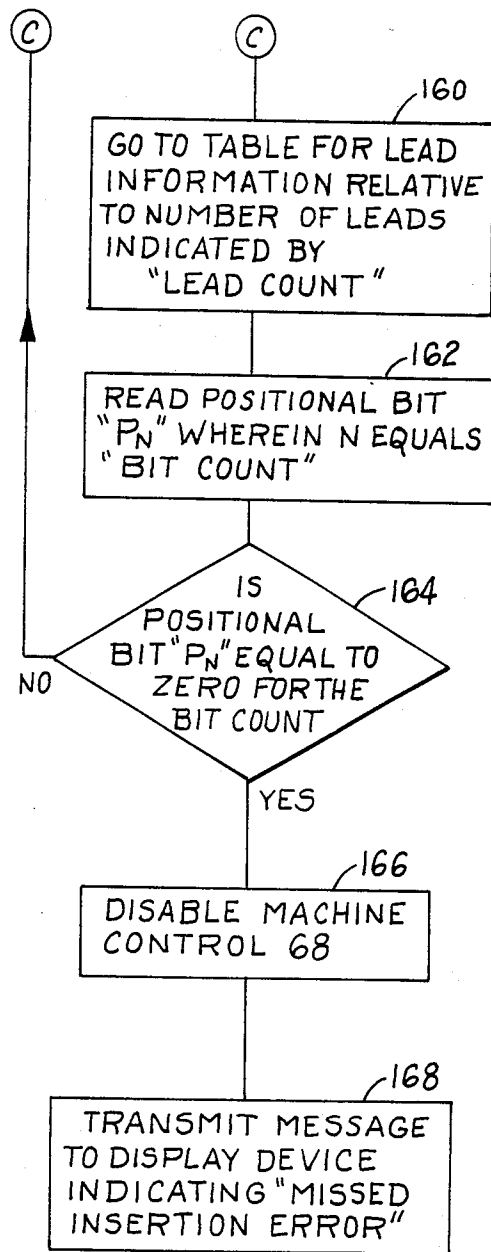 C C
160
GO TO TABLE FOR LEAD
INFORMATION RELATIVE
TO NUMBER OF LEADS
INDICATED BY
"LEAD COUNT"
162
READ POSITIONAL BIT
"PN" WHEREIN N EQUALS
"BIT COUNT"
164
IS
POSITIONAL
BIT "PN" EQUAL TO
ZERO FOR THE
BIT COUNT
NO
YES
166
DISABLE MACHINE
CONTROL 68
168
TRANSMIT MESSAGE
TO DISPLAY DEVICE
INDICATING "MISSED
INSERTION ERROR"